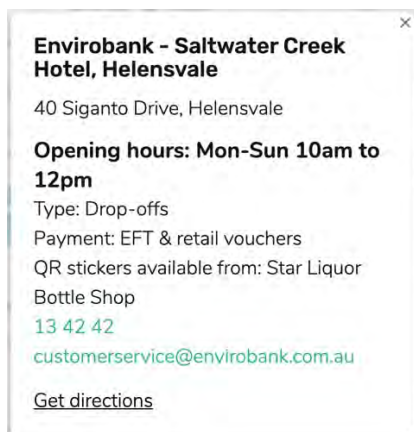 Envirobank - Saltwater Creek
Hotel, Helensvale
40 Siganto Drive, Helensvale
Opening hours: Mon-Sun 10am to
12pm
Type: Drop-offs
Payment: EFT & retail vouchers
QR stickers available from: Star Liquor
Bottle Shop
13 42 42
customerservice@envirobank.com.au
Get directions